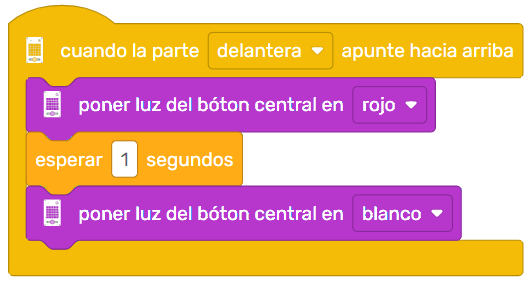 cuando la parte delantera apunte hacia arriba
poner luz del bóton central en rojo
esperar 1 segundos
poner luz del bóton central en blanco